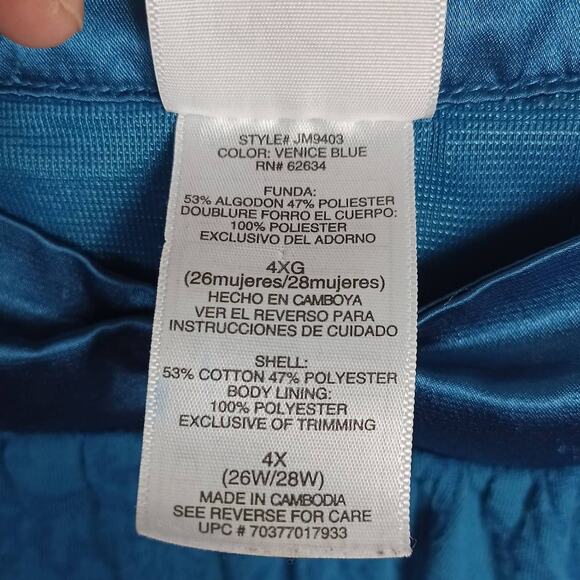 STYLE# JM9403
COLOR: VENICE BLUE
RN# 62634
FUNDA:
53% ALGODON 47% POLIESTER
DOUBLURE FORRO EL CUERPO:
100% POLIESTER
EXCLUSIVO DEL ADORNO
4XG
(26mujeres/28mujeres)
HECHO EN CAMBOYA
VER EL REVERSO PARA
INSTRUCCIONES DE CUIDADO
SHELL:
53% COTTON 47% POLYESTER
BODY LINING:
100% POLYESTER
EXCLUSIVE OF TRIMMING
4X
(26W/28W)
MADE IN CAMBODIA
SEE REVERSE FOR CARE
UPC # 70377017933